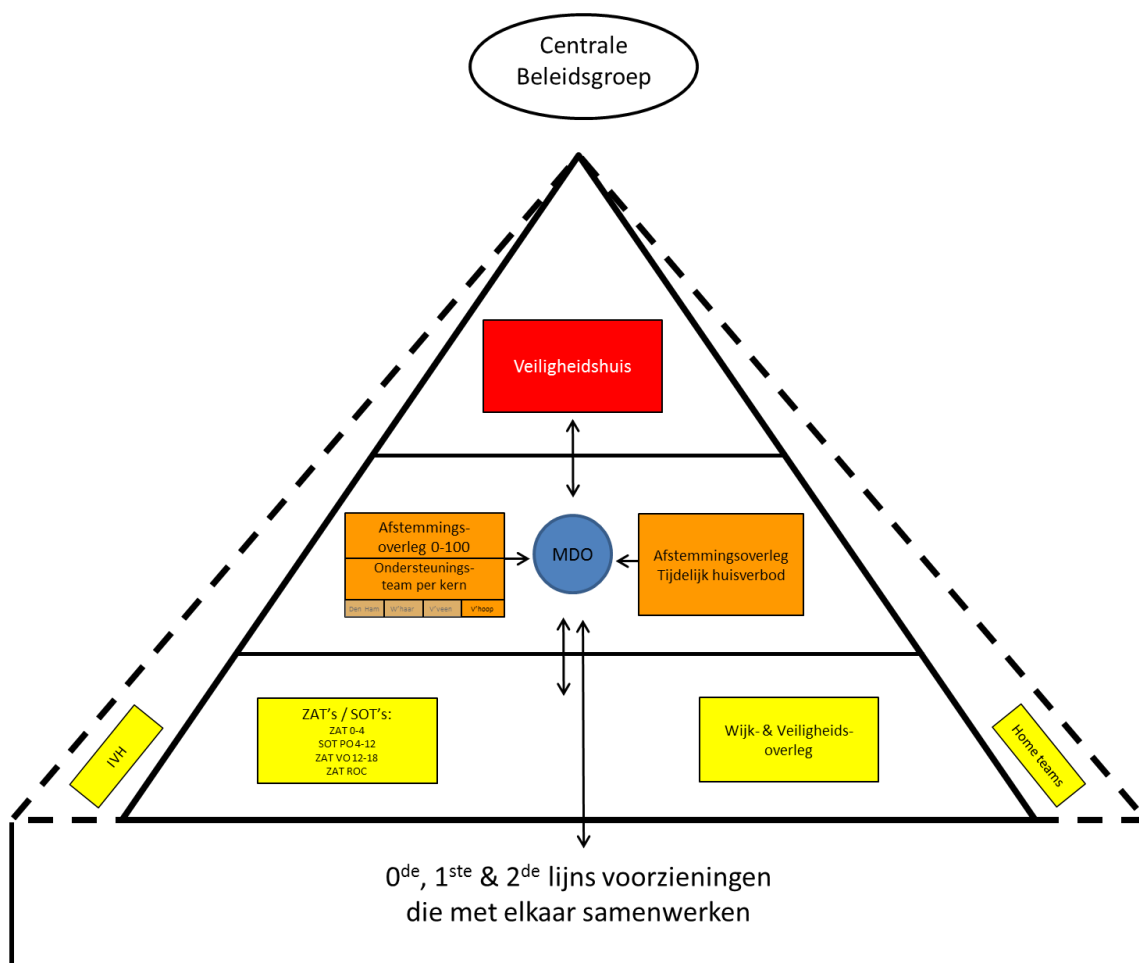 Centrale
Beleidsgroep
Veiligheidshuis
Afstemmings-
overleg 0-100
Ondersteunings-
team per kern
Den Ham
W'haar
V'veen
V'hoop
MDO
Afstemmingsoverleg
Tijdelijk huisverbod
IVH
ZAT's / SOT's:
ZAT 0-4
SOT PO 4-12
ZAT VO 12-18
ZAT ROC
Wijk- & Veiligheids-
overleg
Home teams
0de, 1ste & 2de lijns voorzieningen
die met elkaar samenwerken